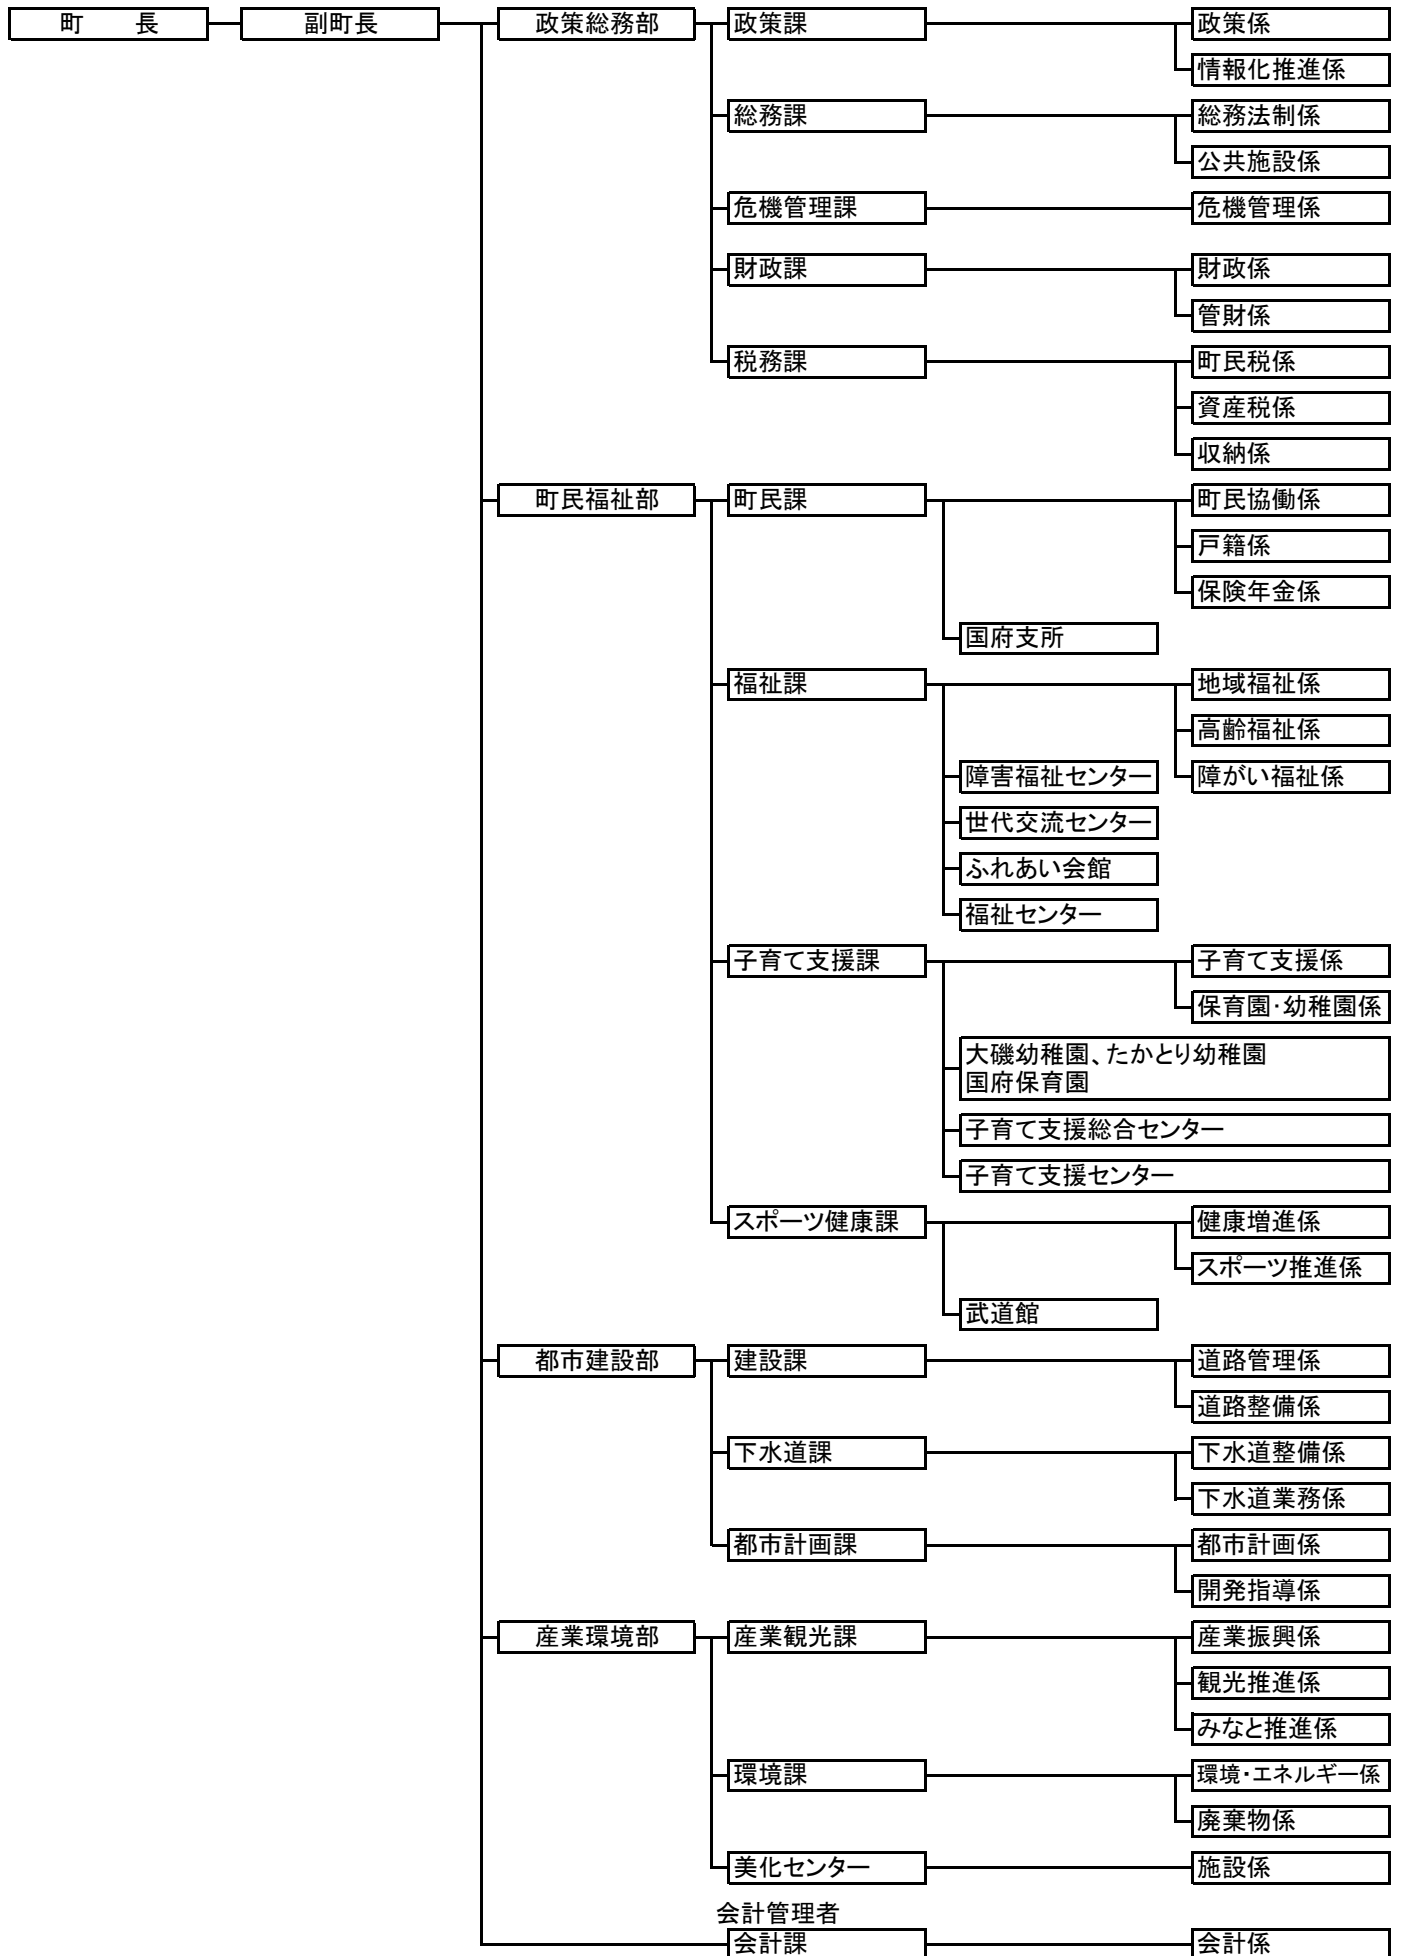 町　長
副町長
政策総務部
政策課
政策係
情報化推進係
総務課
総務法制係
公共施設係
危機管理課
危機管理係
財政課
財政係
管財係
税務課
町民税係
資産税係
収納係
町民福祉部
町民課
町民協働係
戸籍係
保険年金係
国府支所
福祉課
地域福祉係
高齢福祉係
障害福祉センター
障がい福祉係
世代交流センター
ふれあい会館
福祉センター
子育て支援課
子育て支援係
保育園・幼稚園係
大磯幼稚園、たかとり幼稚園
国府保育園
子育て支援総合センター
子育て支援センター
スポーツ健康課
健康増進係
スポーツ推進係
武道館
都市建設部
建設課
道路管理係
道路整備係
下水道課
下水道整備係
下水道業務係
都市計画課
都市計画係
開発指導係
産業環境部
産業観光課
産業振興係
観光推進係
みなと推進係
環境課
環境・エネルギー係
廃棄物係
美化センター
施設係
会計管理者
会計課
会計係